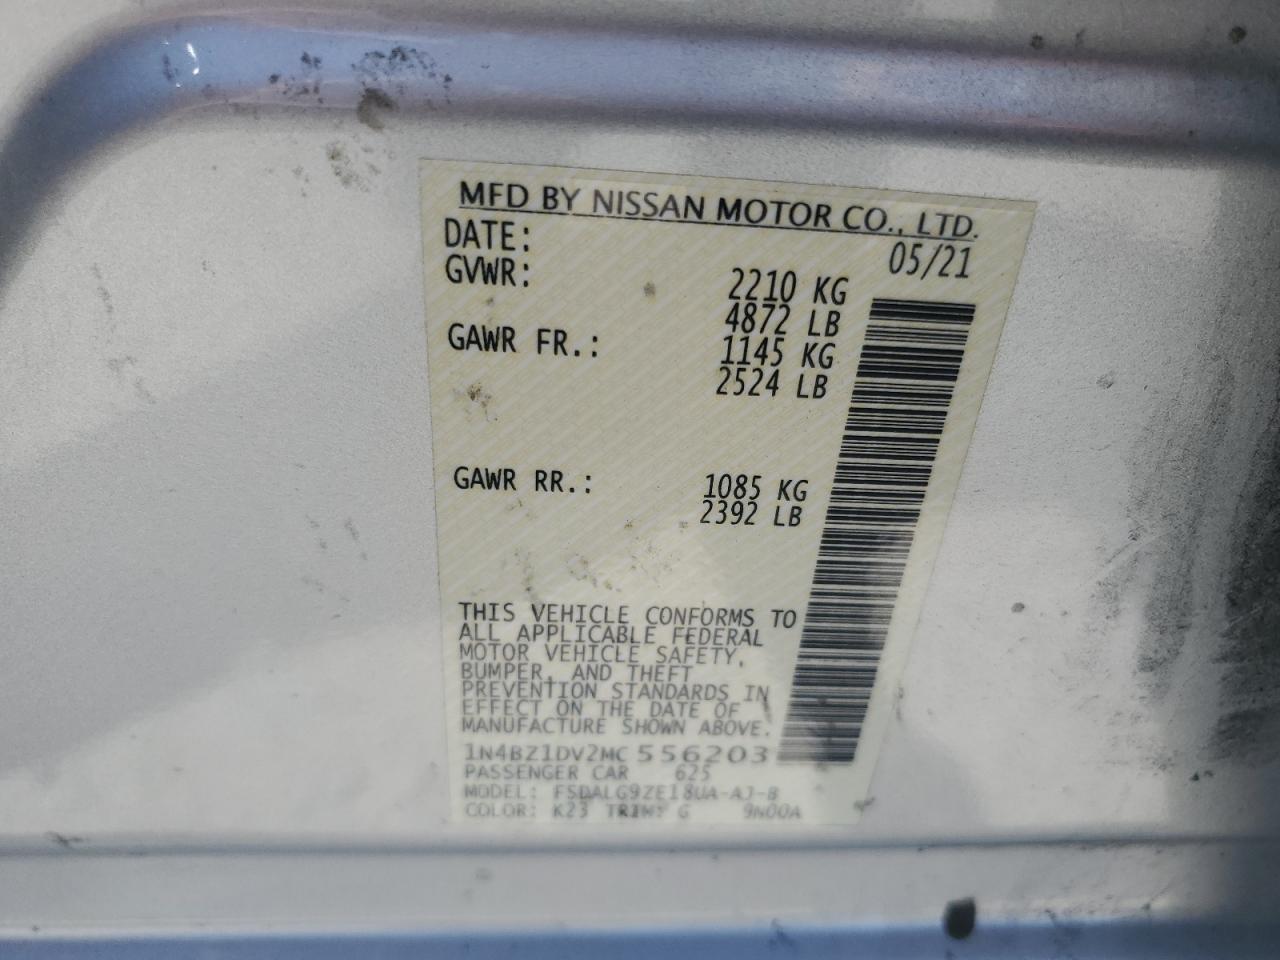 MFD BY NISSAN MOTOR CO., LTD.
DATE: 05/21
GVWR: 2210 KG
4872 LB
GAWR FR.: 1145 KG
2524 LB
GAWR RR.: 1085 KG
2392 LB
THIS VEHICLE CONFORMS TO
ALL APPLICABLE FEDERAL
MOTOR VEHICLE SAFETY,
BUMPER, AND THEFT
PREVENTION STANDARDS IN
EFFECT ON THE DATE OF
MANUFACTURE SHOWN ABOVE.
1N4BZ1DV2MC 556203
PASSENGER CAR 625
MODEL: FSDALG9ZE18UA-AJ-B
COLOR: K23 TRIM: G 9N00A